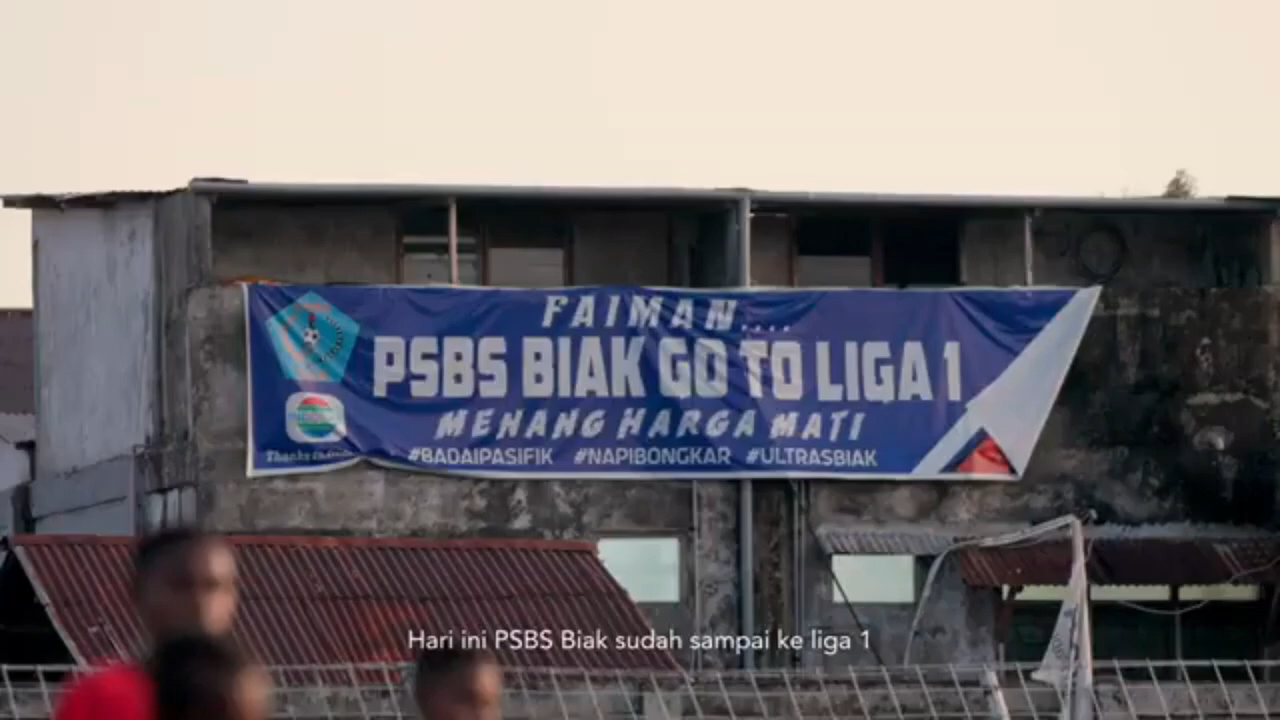 FAIMAN....
PSBS BIAK GO TO LIGA 1
MENANG HARGA MATI
#BADAIPASIFIK #NAPIBONGKAR #ULTRASBIAK
Hari ini PSBS Biak sudah sampai ke liga 1